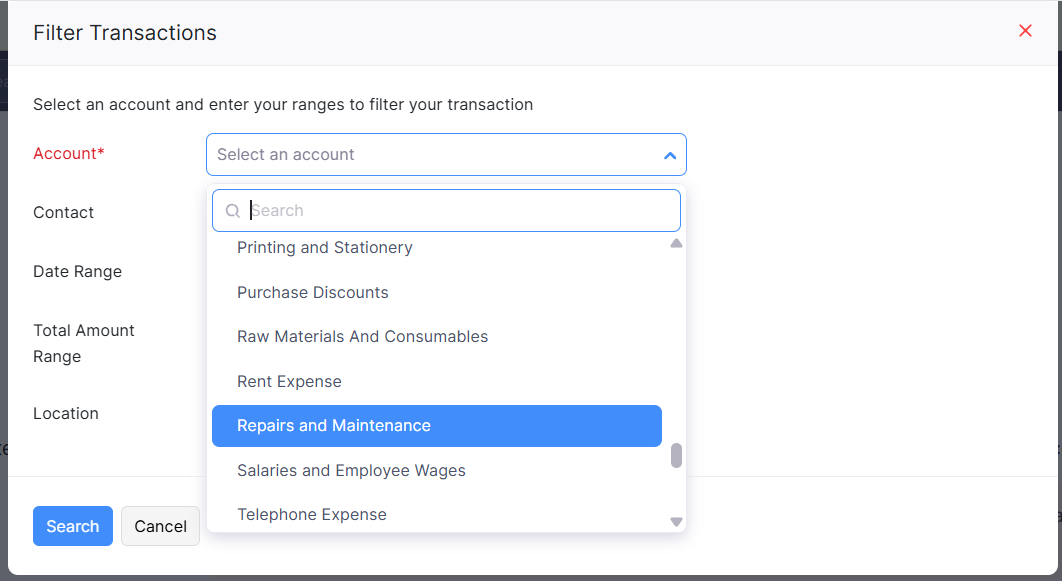 Filter Transactions
Select an account and enter your ranges to filter your transaction
Account*
Select an account
Contact
Search
Printing and Stationery
Date Range
Purchase Discounts
Total Amount
Range
Raw Materials And Consumables
Rent Expense
Location
Repairs and Maintenance
Salaries and Employee Wages
Telephone Expense
Search
Cancel